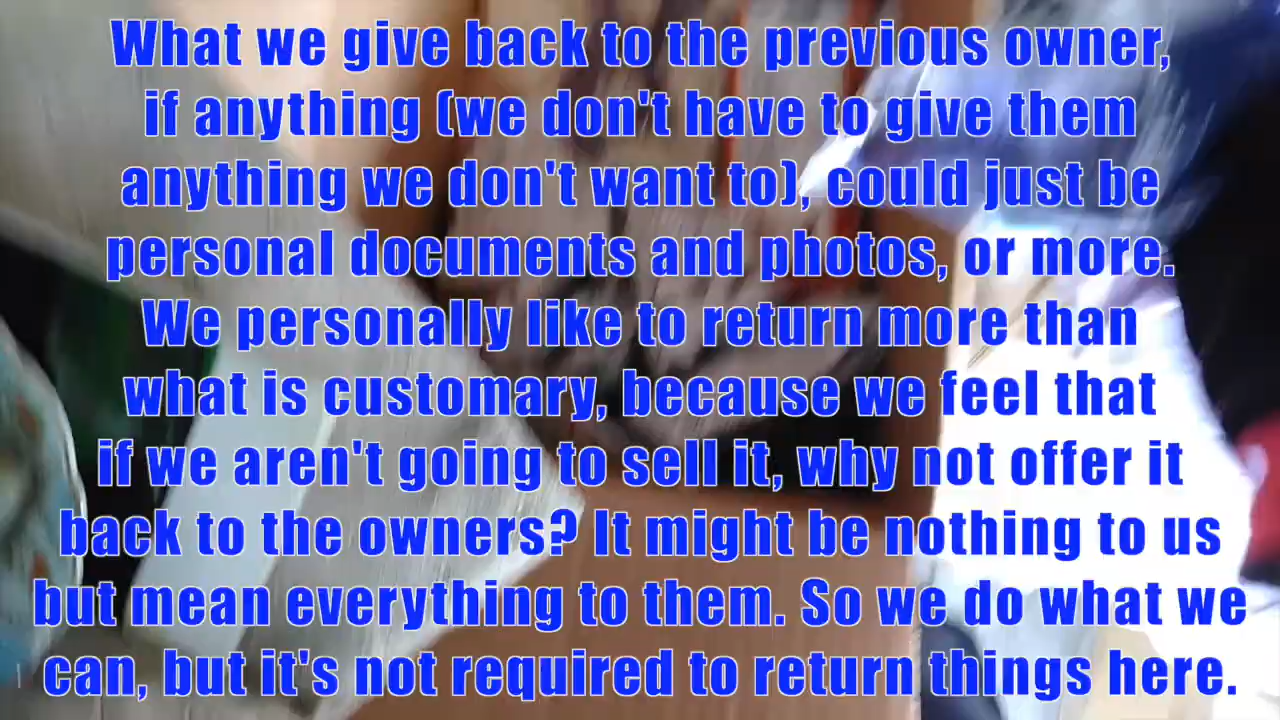 What we give back to the previous owner,
if anything (we don't have to give them
anything we don't want to), could just be
personal documents and photos, or more.
We personally like to return more than
what is customary, because we feel that
if we aren't going to sell it, why not offer it
back to the owners? It might be nothing to us
but mean everything to them. So we do what we
can, but it's not required to return things here.